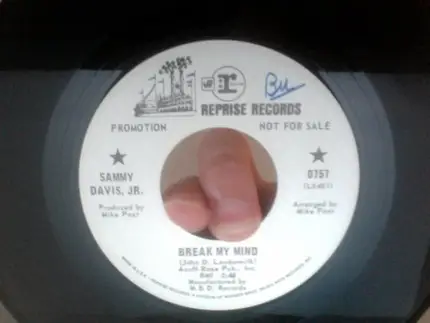 r
REPRISE RECORDS
PROMOTION
NOT FOR SALE
SAMMY
DAVIS, JR.
Produced by
Mike Post
0757
Arranged by
Mike Post
BREAK MY MIND
(John D. Loudermilk)
Acuff-Rose Pub., Inc.
BMI
Manufactured by
M.S.D. Records